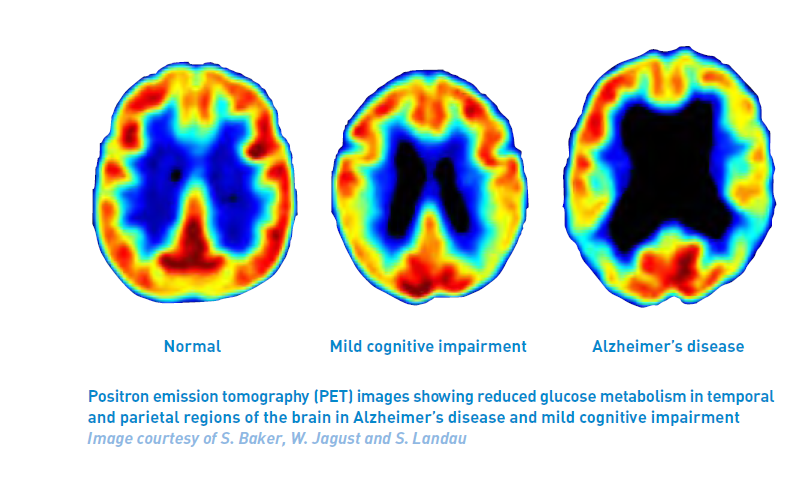 Normal
Mild cognitive impairment
Alzheimer’s disease
Positron emission tomography (PET) images showing reduced glucose metabolism in temporal
and parietal regions of the brain in Alzheimer’s disease and mild cognitive impairment
Image courtesy of S. Baker, W. Jagust and S. Landau